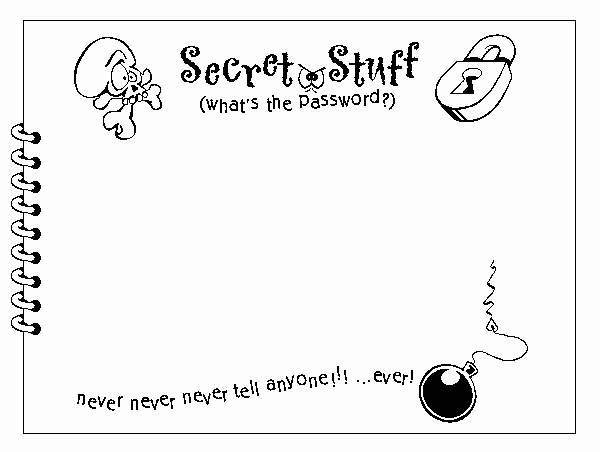 Secret Stuff
(what's the password?)
never never never tell anyone!!! ...ever!